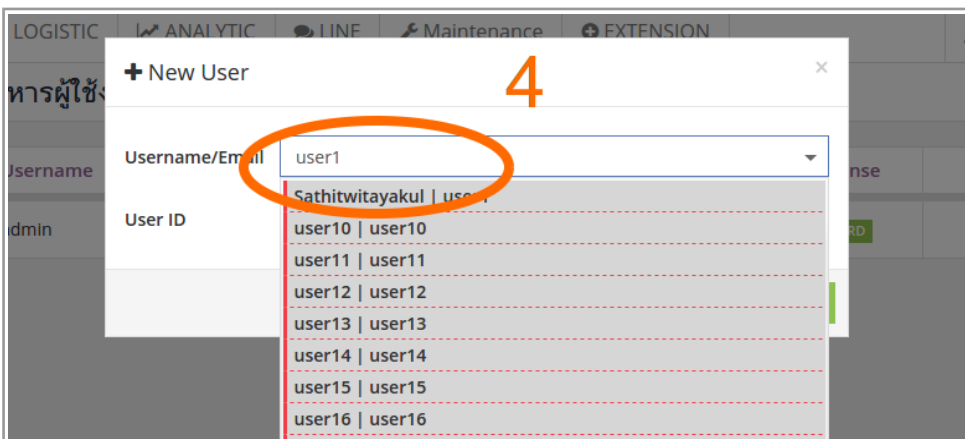 LOGISTIC ANALYTIC LINE Maintenance EXTENSION
New User ×
4
หารผู้ใช้ง
Username/Email user1
Username nse
Sathitwitayakul | user1
User ID
admin RD
user10 | user10
user11 | user11
user12 | user12
user13 | user13
user14 | user14
user15 | user15
user16 | user16